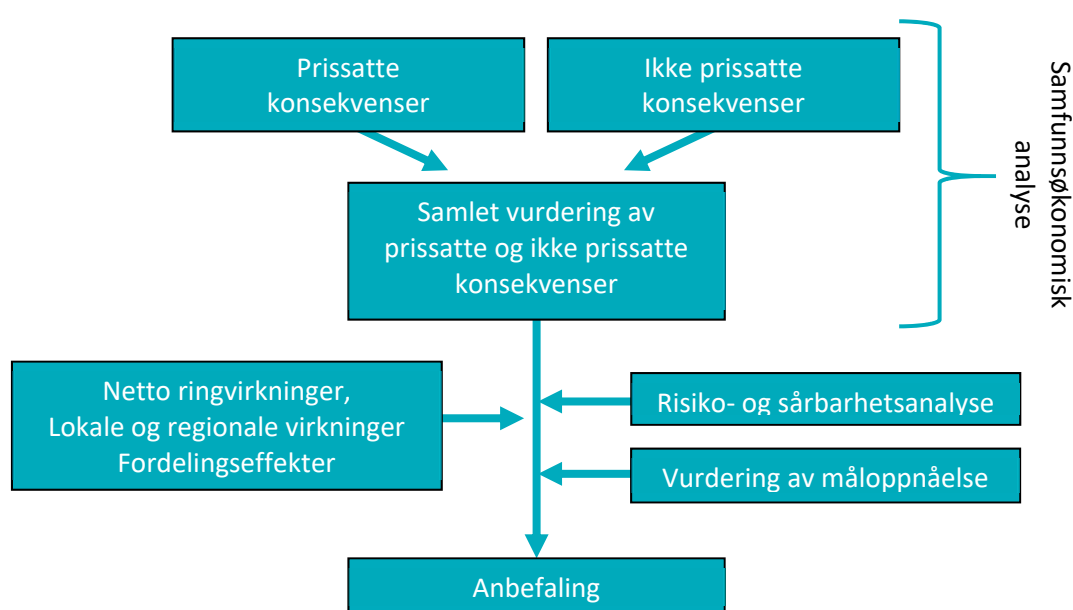 Prissatte
konsekvenser
Ikke prissatte
konsekvenser
Samfunnsøkonomisk
analyse
Samlet vurdering av
prissatte og ikke prissatte
konsekvenser
Netto ringvirkninger,
Lokale og regionale virkninger
Fordelingseffekter
Risiko- og sårbarhetsanalyse
Vurdering av måloppnåelse
Anbefaling